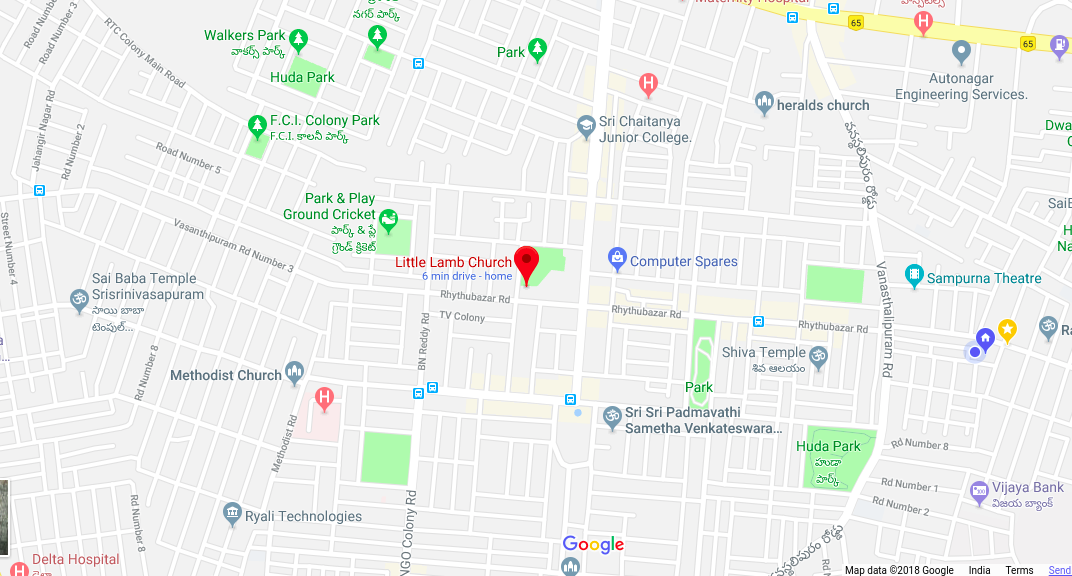 Maternity Hospital
నగర్ పార్క్
65
Road Number 3
Road Number 3
RTC Colony Main Road
Walkers Park
వాకర్స్ పార్క్
Park
65
Huda Park
Autonagar
Engineering Services.
heralds church
F.C.I. Colony Park
F.C.I. కాలనీ పార్క్
Sri Chaitanya
Junior College.
Jahangir Nagar Rd
Rd Number 2
Road Number 5
వనస్థలిపురం రోడ్డు
Park & Play
Ground Cricket
పార్క్ & ప్లే
గ్రౌండ్ క్రికెట్
Street Number 4
Vasanthipuram Rd Number 3
Little Lamb Church
6 min drive - home
Computer Spares
Sai Baba Temple
Srisrinivasapuram
సాయి బాబా
టెంపుల్...
Sampurna Theatre
Vanasthalipuram Rd
Rhythubazar Rd
TV Colony
Rhythubazar Rd
Rhythubazar Rd
BN Reddy Rd
Shiva Temple
శివ ఆలయం
Rd Number 8
Methodist Church
Park
Methodist Rd
Sri Sri Padmavathi
Sametha Venkateswara...
Huda Park
హుడా
పార్క్
Rd Number 8
Rd Number 1
Rd Number 2
Vijaya Bank
విజయ బ్యాంక్
Rd Number 8
Ryali Technologies
NGO Colony Rd
Google
Delta Hospital
Map data ©2018 Google India Terms Send